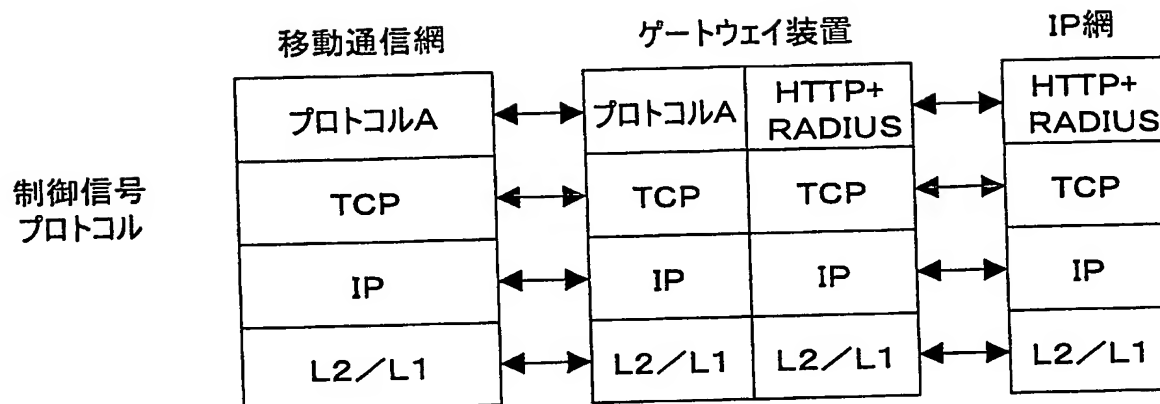 移動通信網
ゲートウェイ装置
IP網
制御信号
プロトコル
プロトコルA
プロトコルA
HTTP+
RADIUS
HTTP+
RADIUS
TCP
TCP
TCP
TCP
IP
IP
IP
IP
L2/L1
L2/L1
L2/L1
L2/L1